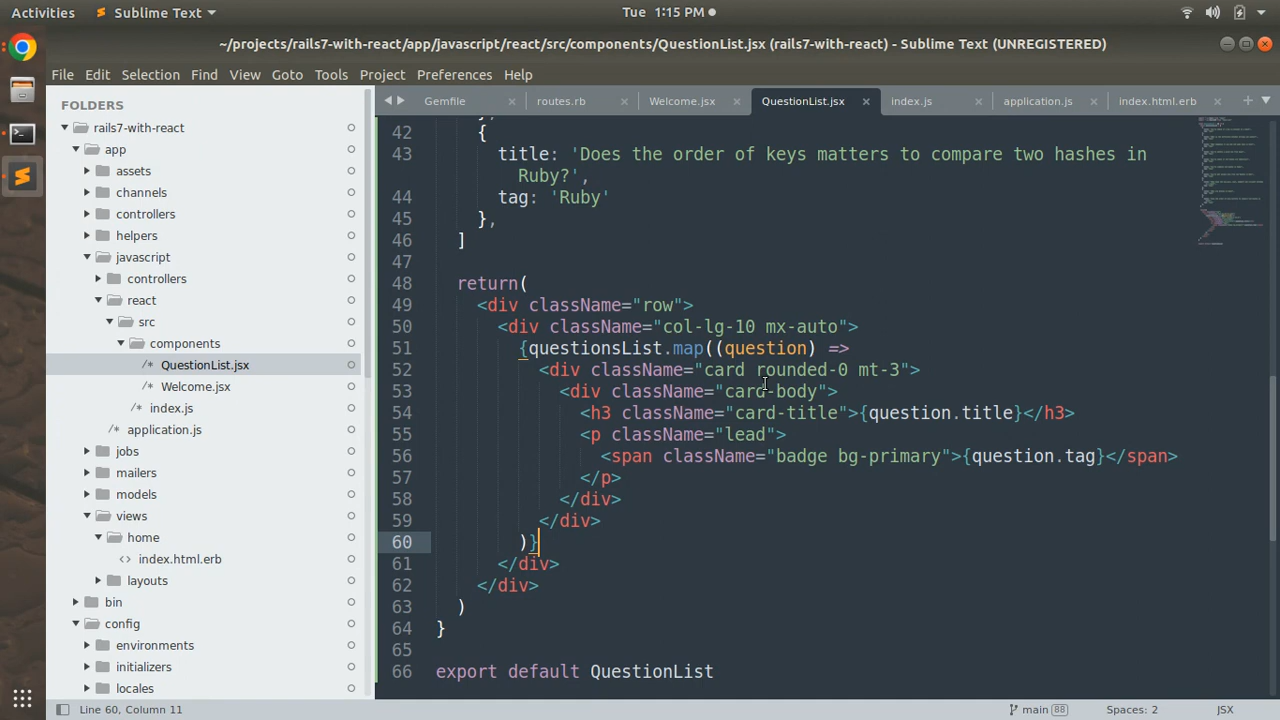 Activities
Sublime Text
Tue 1:15 PM
~/projects/rails7-with-react/app/javascript/react/src/components/QuestionList.jsx (rails7-with-react) - Sublime Text (UNREGISTERED)
File Edit Selection Find View Goto Tools Project Preferences Help
FOLDERS
rails7-with-react
app
assets
channels
controllers
helpers
javascript
controllers
react
src
components
/* QuestionList.jsx
/* Welcome.jsx
/* index.js
/* application.js
jobs
mailers
models
views
home
<> index.html.erb
layouts
bin
config
environments
initializers
locales
Gemfile
routes.rb
Welcome.jsx
QuestionList.jsx
index.js
application.js
index.html.erb
},
42 {
43 title: 'Does the order of keys matters to compare two hashes in
Ruby?',
44 tag: 'Ruby'
45 },
46 ]
47
48 return(
49 <div className="row">
50 <div className="col-lg-10 mx-auto">
51 {questionsList.map((question) =>
52 <div className="card rounded-0 mt-3">
53 <div className="card-body">
54 <h3 className="card-title">{question.title}</h3>
55 <p className="lead">
56 <span className="badge bg-primary">{question.tag}</span>
57 </p>
58 </div>
59 </div>
60 )}
61 </div>
62 </div>
63 )
64 }
65
66 export default QuestionList
Line 60, Column 11
main 88
Spaces: 2
JSX